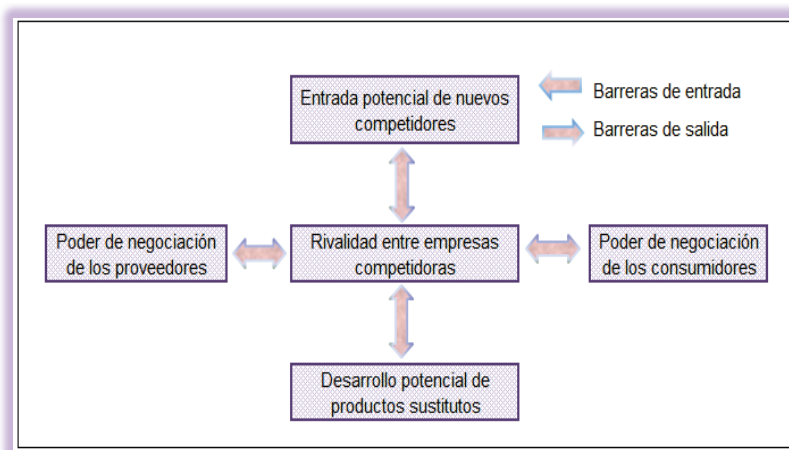 Entrada potencial de nuevos
competidores
Barreras de entrada
Barreras de salida
Poder de negociación
de los proveedores
Rivalidad entre empresas
competidoras
Poder de negociación
de los consumidores
Desarrollo potencial de
productos sustitutos